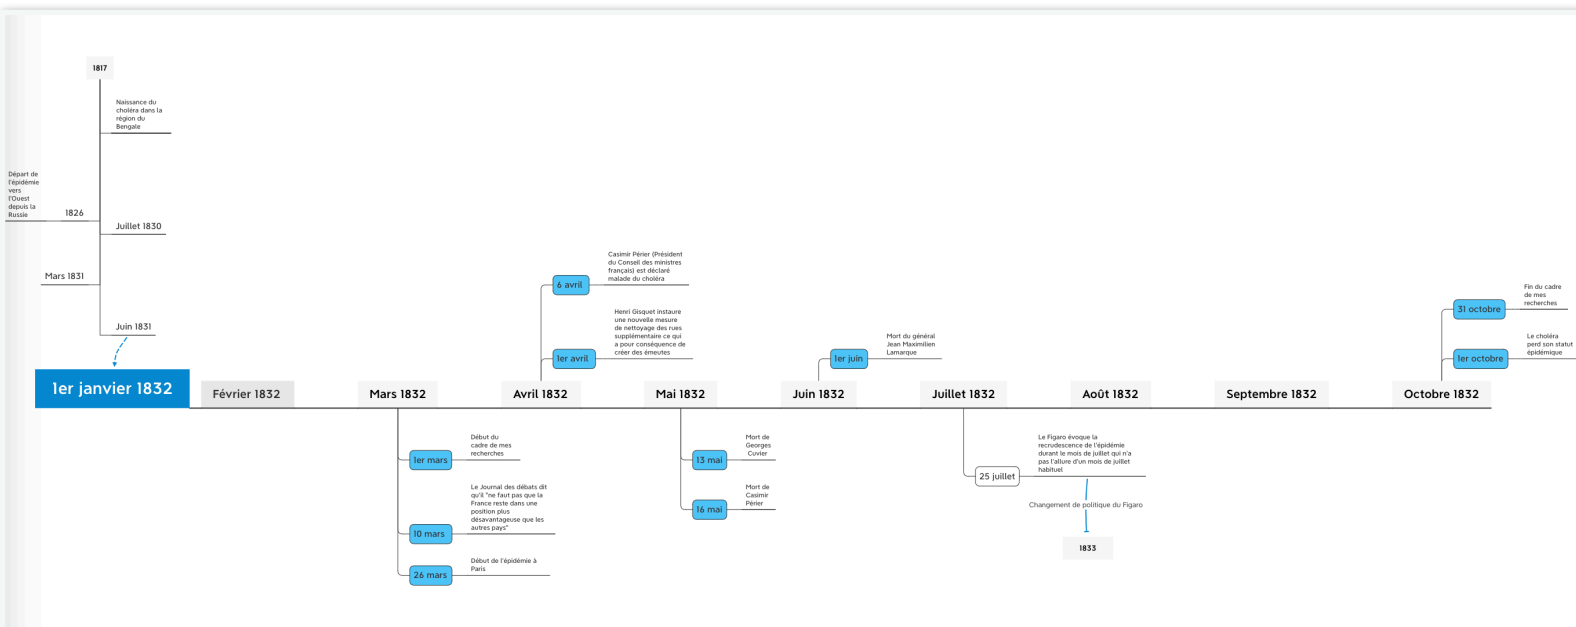 1817
Naissance du
choléra dans la
région du
Bengale
Départ de
l'épidémie
vers
l'Ouest
depuis la
Russie
1826
Juillet 1830
Mars 1831
Juin 1831
1er janvier 1832
Février 1832
Mars 1832
Avril 1832
Mai 1832
Juin 1832
Juillet 1832
Août 1832
Septembre 1832
Octobre 1832
1er mars
Début du
cadre de mes
recherches
10 mars
Le Journal des débats dit
qu'il "ne faut pas que la
France reste dans une
position plus
désavantageuse que les
autres pays"
26 mars
Début de l'épidémie à
Paris
6 avril
Casimir Périer (Président
du Conseil des ministres
français) est déclaré
malade du choléra
1er avril
Henri Gisquet instaure
une nouvelle mesure
de nettoyage des rues
supplémentaire ce qui
a pour conséquence de
créer des émeutes
13 mai
Mort de
Georges
Cuvier
16 mai
Mort de
Casimir
Périer
1er juin
Mort du général
Jean Maximilien
Lamarque
25 juillet
Le Figaro évoque la
recrudescence de l'épidémie
durant le mois de juillet qui n'a
pas l'allure d'un mois de juillet
habituel
Changement de politique du Figaro
1833
31 octobre
Fin du cadre
de mes
recherches
1er octobre
Le choléra
perd son statut
épidémique